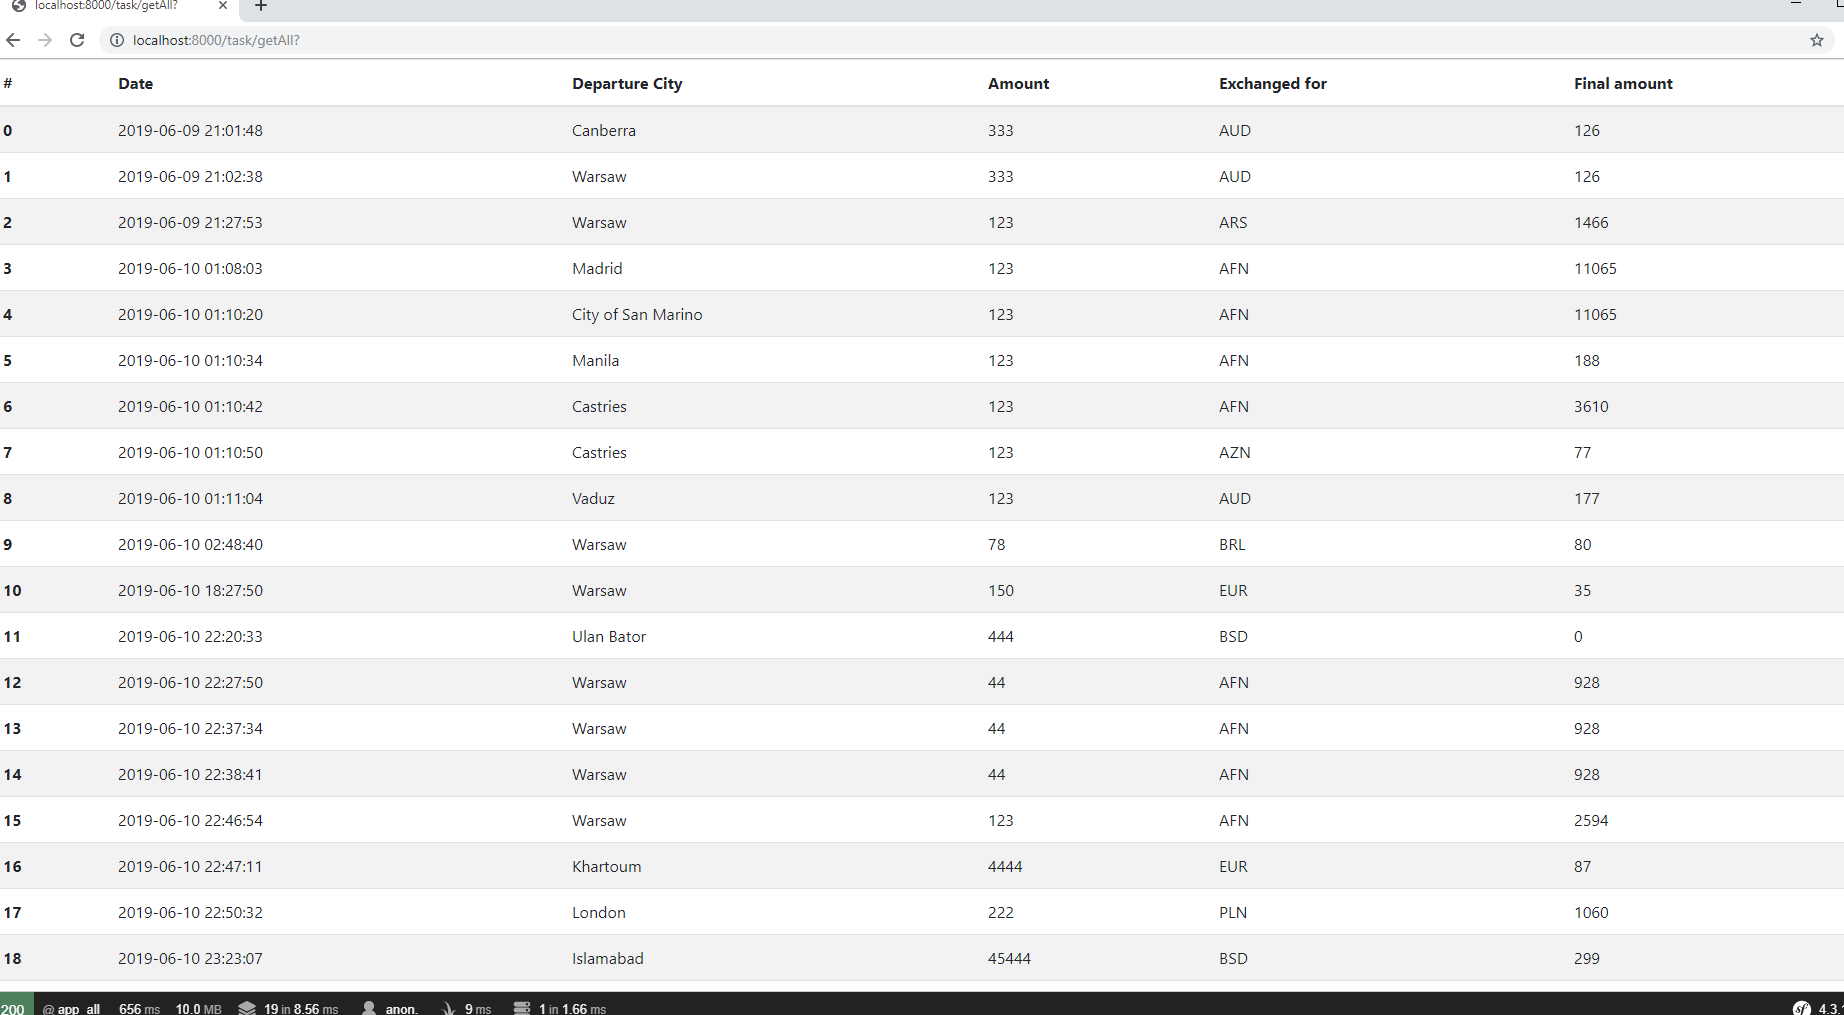 localhost:8000/task/getAll?
localhost:8000/task/getAll?
# Date Departure City Amount Exchanged for Final amount
0 2019-06-09 21:01:48 Canberra 333 AUD 126
1 2019-06-09 21:02:38 Warsaw 333 AUD 126
2 2019-06-09 21:27:53 Warsaw 123 ARS 1466
3 2019-06-10 01:08:03 Madrid 123 AFN 11065
4 2019-06-10 01:10:20 City of San Marino 123 AFN 11065
5 2019-06-10 01:10:34 Manila 123 AFN 188
6 2019-06-10 01:10:42 Castries 123 AFN 3610
7 2019-06-10 01:10:50 Castries 123 AZN 77
8 2019-06-10 01:11:04 Vaduz 123 AUD 177
9 2019-06-10 02:48:40 Warsaw 78 BRL 80
10 2019-06-10 18:27:50 Warsaw 150 EUR 35
11 2019-06-10 22:20:33 Ulan Bator 444 BSD 0
12 2019-06-10 22:27:50 Warsaw 44 AFN 928
13 2019-06-10 22:37:34 Warsaw 44 AFN 928
14 2019-06-10 22:38:41 Warsaw 44 AFN 928
15 2019-06-10 22:46:54 Warsaw 123 AFN 2594
16 2019-06-10 22:47:11 Khartoum 4444 EUR 87
17 2019-06-10 22:50:32 London 222 PLN 1060
18 2019-06-10 23:23:07 Islamabad 45444 BSD 299
200 @ app_all 656 ms 10.0 MB 19 in 8.56 ms anon. 9 ms 1 in 1.66 ms sf 4.3.